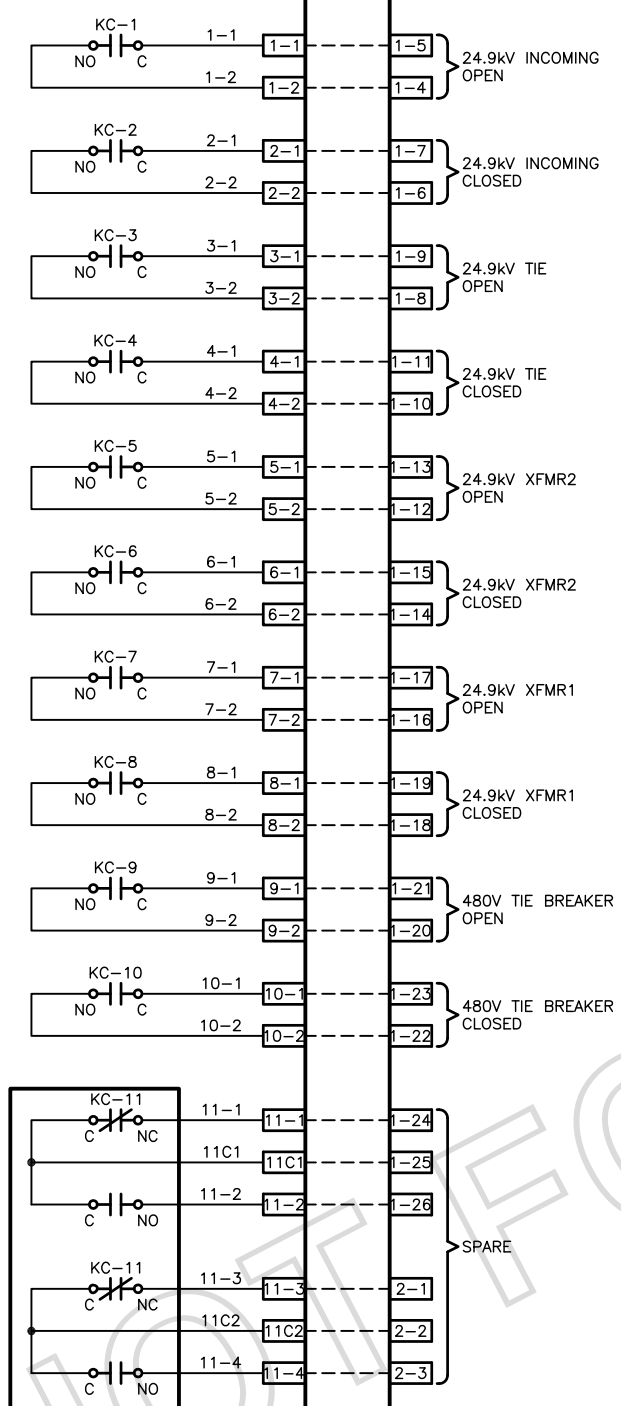 KC-1
NO C
1-1 1-1 1-5
1-2 1-2 1-4
24.9kV INCOMING
OPEN
KC-2
NO C
2-1 2-1 1-7
2-2 2-2 1-6
24.9kV INCOMING
CLOSED
KC-3
NO C
3-1 3-1 1-9
3-2 3-2 1-8
24.9kV TIE
OPEN
KC-4
NO C
4-1 4-1 1-11
4-2 4-2 1-10
24.9kV TIE
CLOSED
KC-5
NO C
5-1 5-1 1-13
5-2 5-2 1-12
24.9kV XFMR2
OPEN
KC-6
NO C
6-1 6-1 1-15
6-2 6-2 1-14
24.9kV XFMR2
CLOSED
KC-7
NO C
7-1 7-1 1-17
7-2 7-2 1-16
24.9kV XFMR1
OPEN
KC-8
NO C
8-1 8-1 1-19
8-2 8-2 1-18
24.9kV XFMR1
CLOSED
KC-9
NO C
9-1 9-1 1-21
9-2 9-2 1-20
480V TIE BREAKER
OPEN
KC-10
NO C
10-1 10-1 1-23
10-2 10-2 1-22
480V TIE BREAKER
CLOSED
KC-11
C NC
11-1 11-1 1-24
11C1 11C1 1-25
11-2 11-2 1-26
C NO
SPARE
KC-11
C NC
11-3 11-3 2-1
11C2 11C2 2-2
11-4 11-4 2-3
C NO